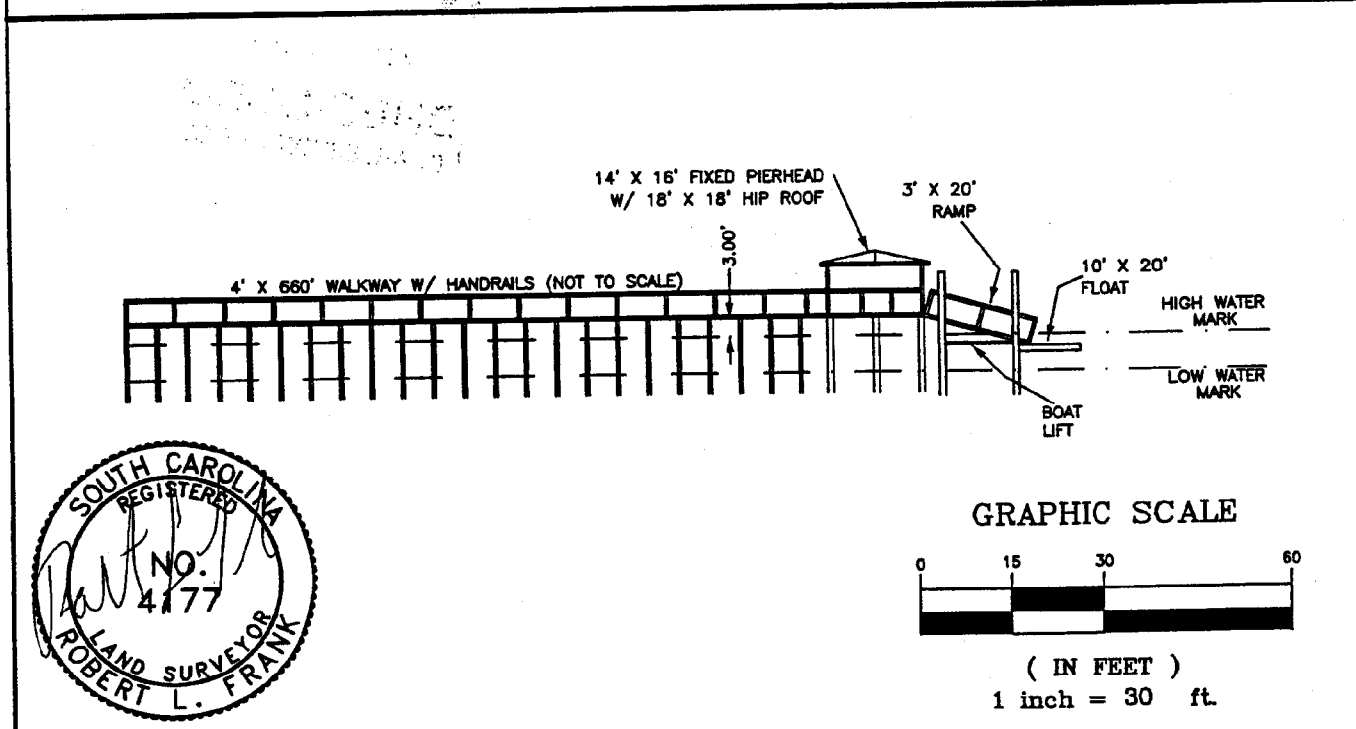 14' X 16' FIXED PIERHEAD
W/ 18' X 18' HIP ROOF
3' X 20'
RAMP
3.00'
10' X 20'
FLOAT
4' X 660' WALKWAY W/ HANDRAILS (NOT TO SCALE)
HIGH WATER
MARK
LOW WATER
MARK
BOAT
LIFT
SOUTH CAROLINA
REGISTERED
NO.
4177
LAND SURVEYOR
ROBERT L. FRANK
GRAPHIC SCALE
0 15 30 60
( IN FEET )
1 inch = 30 ft.